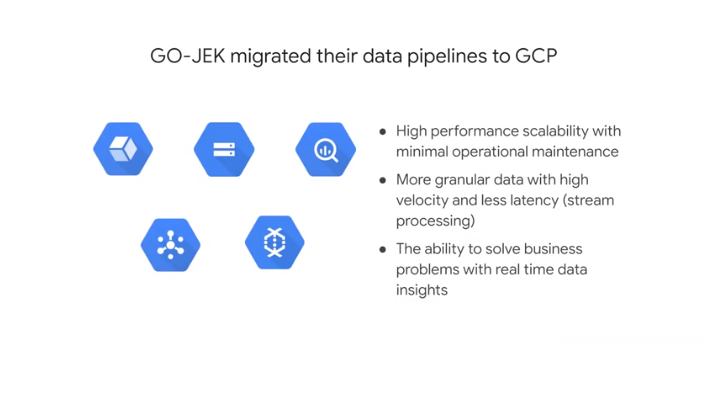 GO-JEK migrated their data pipelines to GCP
● High performance scalability with
minimal operational maintenance
● More granular data with high
velocity and less latency (stream
processing)
● The ability to solve business
problems with real time data
insights